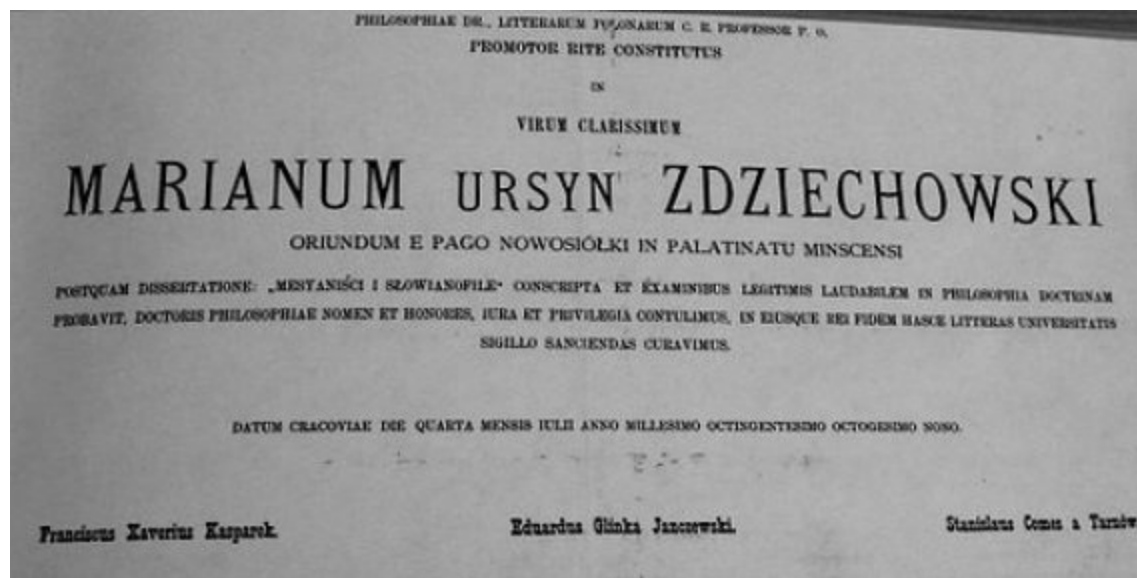 PHILOSOPHIAE DR., LITTERARUM POLONARUM C. R. PROFESSOR P. O.
PROMOTOR RITE CONSTITUTUS
IN
VIRUM CLARISSIMUM
MARIANUM URSYN ZDZIECHOWSKI
ORIUNDUM E PAGO NOWOSIÓŁKI IN PALATINATU MINSCENSI
POSTQUAM DISSERTATIONE: „MESYANIŚCI I SŁOWIANOFILE“ CONSCRIPTA ET EXAMINIBUS LEGITIMIS LAUDABILEM IN PHILOSOPHIA DOCTRINAM
PROBAVIT, DOCTORIS PHILOSOPHIAE NOMEN ET HONORES, IURA ET PRIVILEGIA CONTULIMUS, IN EIUSQUE REI FIDEM HASCE LITTERAS UNIVERSITATIS
SIGILLO SANCIENDAS CURAVIMUS.
DATUM CRACOVIAE DIE QUARTA MENSIS IULII ANNO MILLESIMO OCTINGENTESIMO OCTOGESIMO NONO.
Franciscus Xaverius Kasparek. Eduardus Glinka Janczewski. Stanislaus Comes a Tarnów